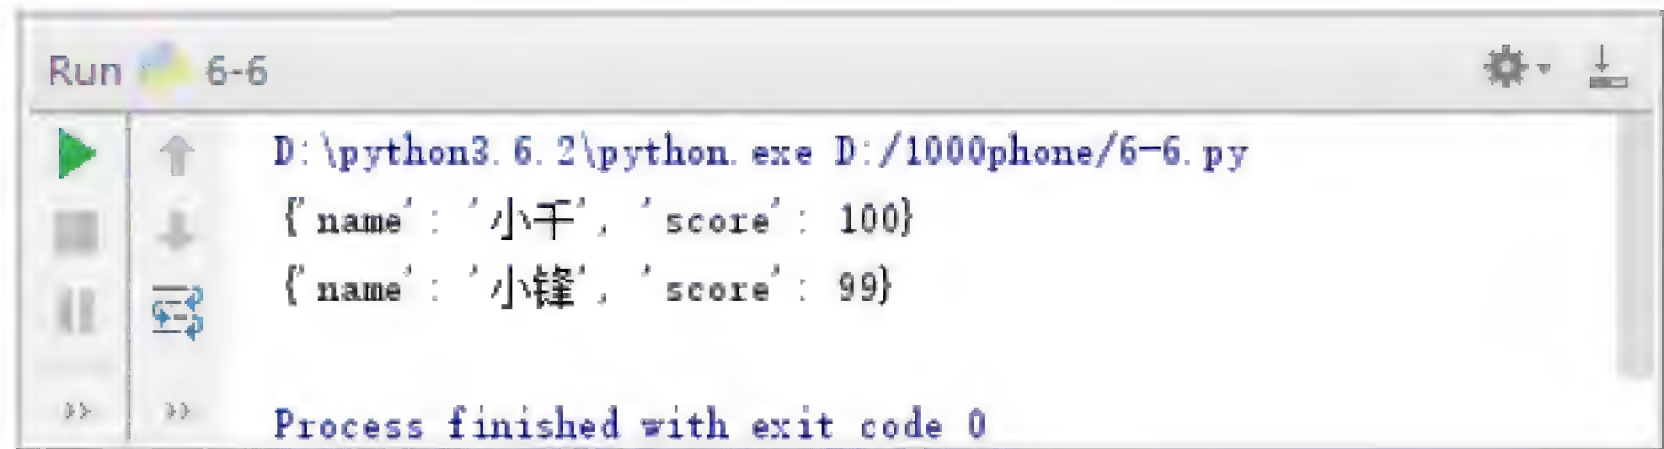 Run 6-6
D:\python3.6.2\python.exe D:/1000phone/6-6.py
{'name': '小千', 'score': 100}
{'name': '小锋', 'score': 99}
Process finished with exit code 0